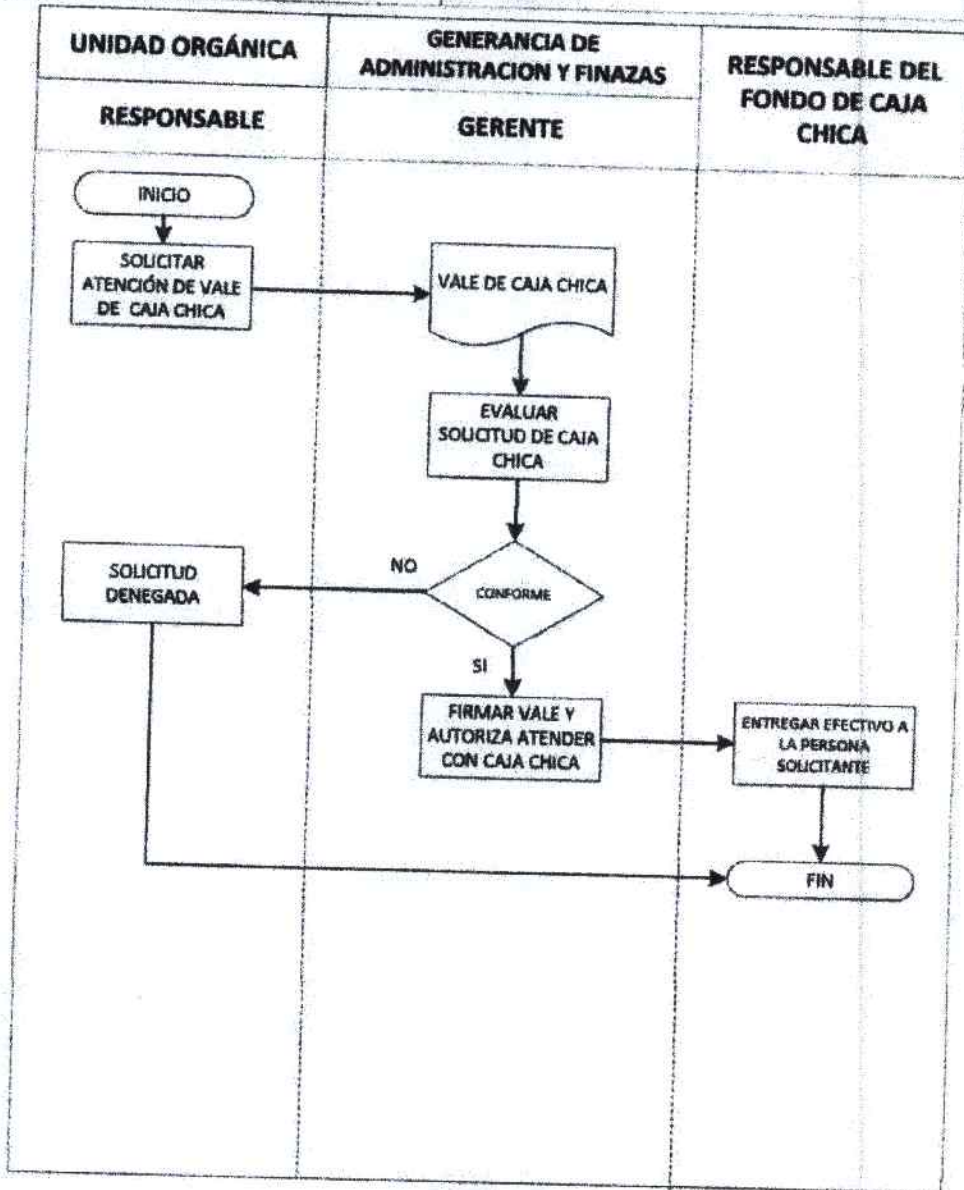 UNIDAD ORGÁNICA
GENERANCIA DE
ADMINISTRACION Y FINAZAS
RESPONSABLE DEL
FONDO DE CAJA
CHICA
RESPONSABLE
GERENTE
INICIO
SOLICITAR
ATENCIÓN DE VALE
DE CAJA CHICA
VALE DE CAJA CHICA
EVALUAR
SOLICITUD DE CAJA
CHICA
CONFORME
NO
SOLICITUD
DENEGADA
SI
FIRMAR VALE Y
AUTORIZA ATENDER
CON CAJA CHICA
ENTREGAR EFECTIVO A
LA PERSONA
SOLICITANTE
FIN